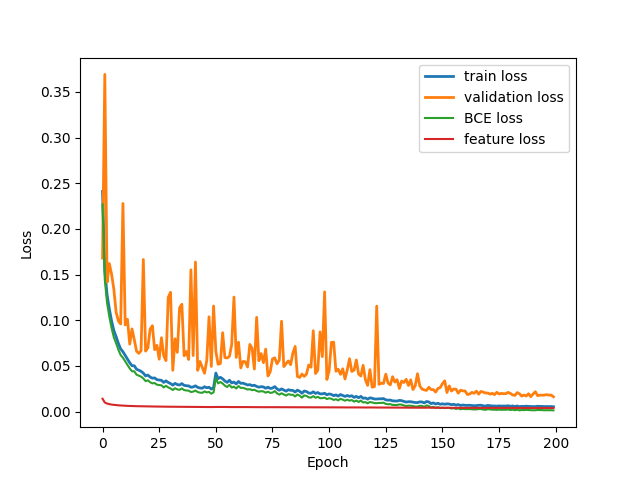 train loss
validation loss
BCE loss
feature loss
Loss
0.35
0.30
0.25
0.20
0.15
0.10
0.05
0.00
0 25 50 75 100 125 150 175 200
Epoch